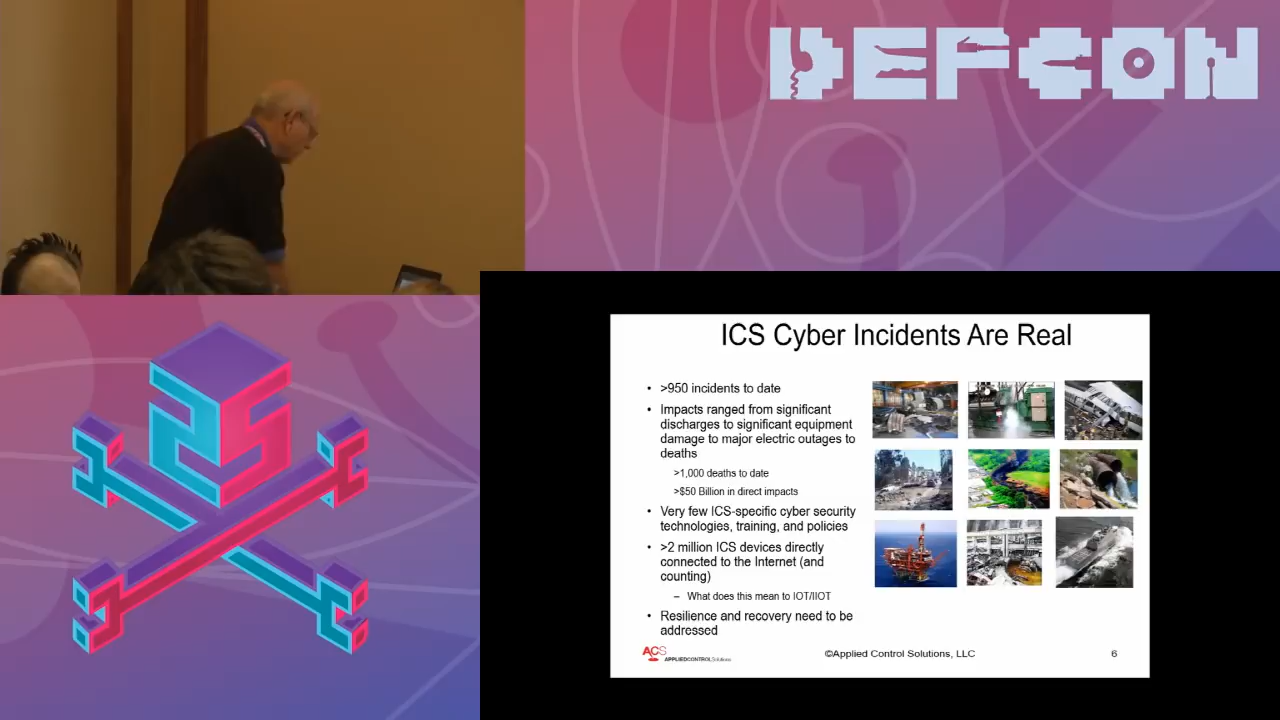 DEFCON
ICS Cyber Incidents Are Real
• >950 incidents to date
• Impacts ranged from significant
discharges to significant equipment
damage to major electric outages to
deaths
>1,000 deaths to date
>$50 Billion in direct impacts
• Very few ICS-specific cyber security
technologies, training, and policies
• >2 million ICS devices directly
connected to the Internet (and
counting)
– What does this mean to IOT/IIOT
• Resilience and recovery need to be
addressed
ACS
APPLIEDCONTROLSolutions
©Applied Control Solutions, LLC
6